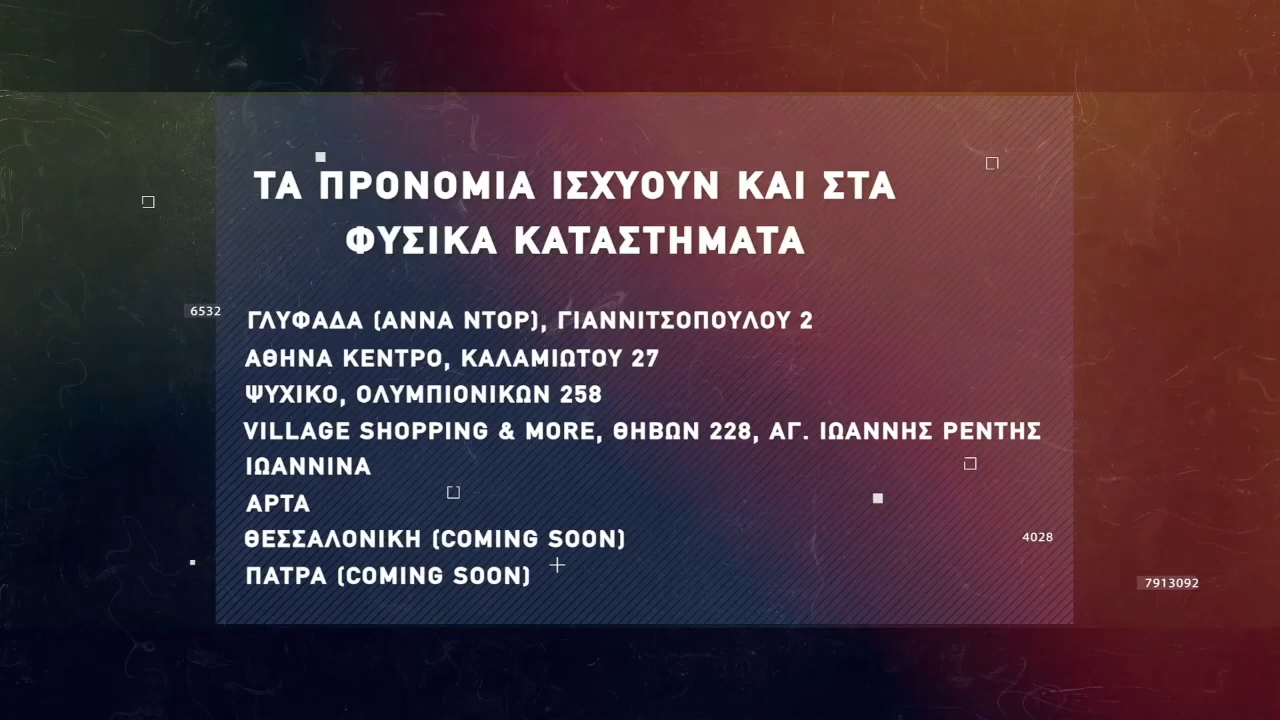 ΤΑ ΠΡΟΝΟΜΙΑ ΙΣΧΥΟΥΝ ΚΑΙ ΣΤΑ
ΦΥΣΙΚΑ ΚΑΤΑΣΤΗΜΑΤΑ
6532
ΓΛΥΦΑΔΑ (ΑΝΝΑ ΝΤΟΡ), ΓΙΑΝΝΙΤΣΟΠΟΥΛΟΥ 2
ΑΘΗΝΑ ΚΕΝΤΡΟ, ΚΑΛΑΜΙΩΤΟΥ 27
ΨΥΧΙΚΟ, ΟΛΥΜΠΙΟΝΙΚΩΝ 258
VILLAGE SHOPPING & MORE, ΘΗΒΩΝ 228, ΑΓ. ΙΩΑΝΝΗΣ ΡΕΝΤΗΣ
ΙΩΑΝΝΙΝΑ
ΑΡΤΑ
ΘΕΣΣΑΛΟΝΙΚΗ (COMING SOON)
4028
ΠΑΤΡΑ (COMING SOON)
7913092